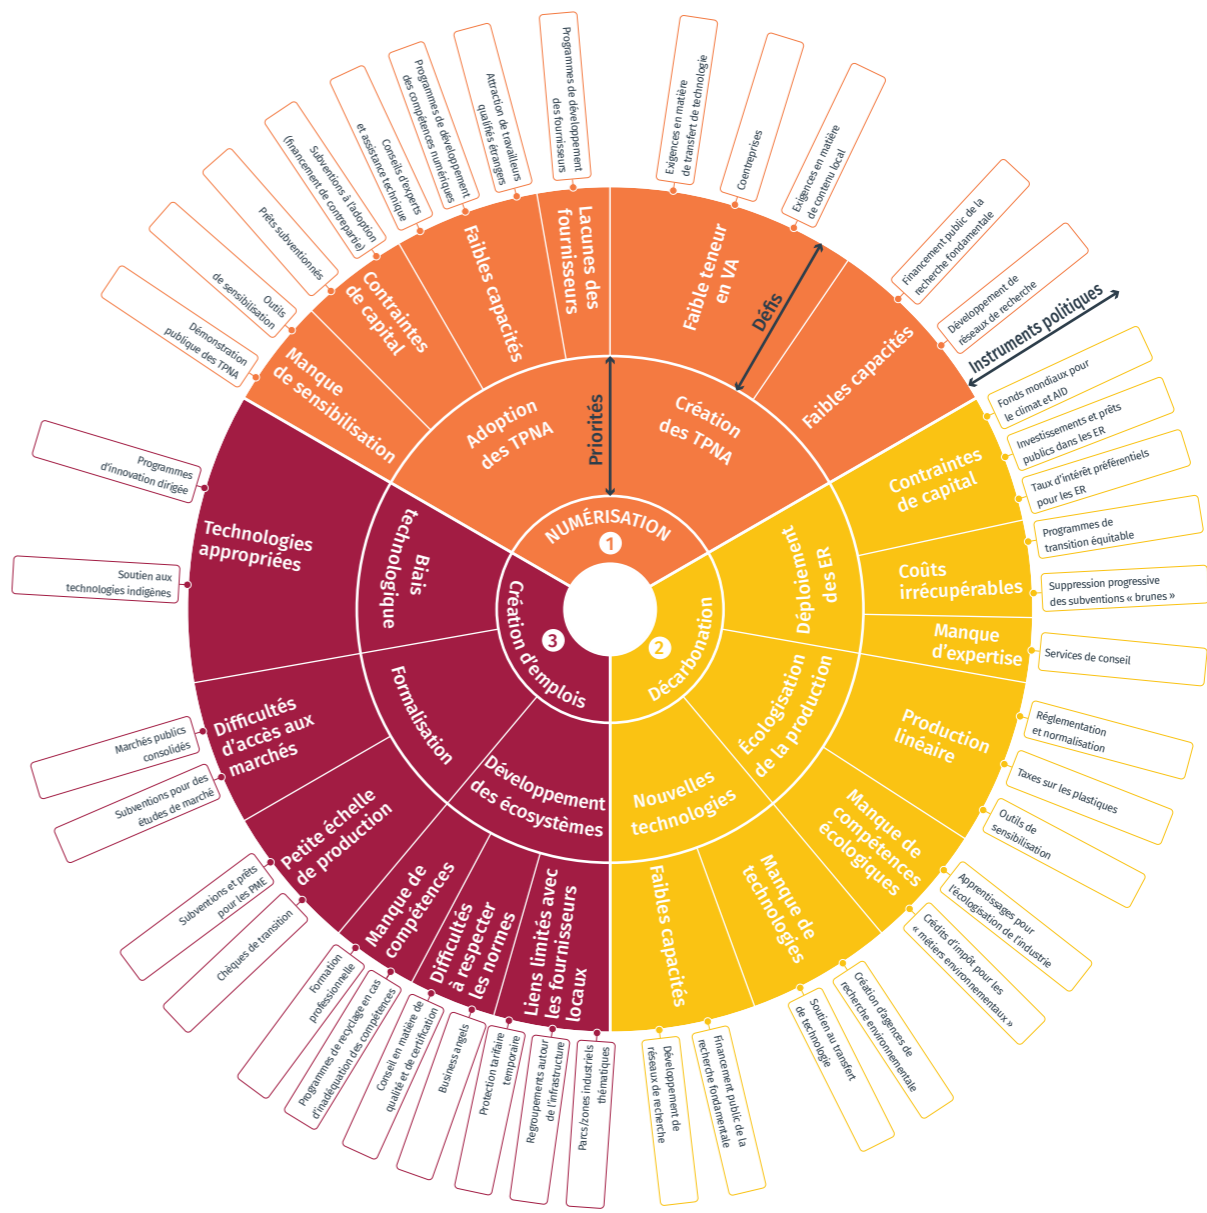 NUMÉRISATION
1
Priorités
Défis
Instruments politiques
Adoption
des TPNA
Manque
de sensibilisation
Démonstration
publique des TPNA
Outils
de sensibilisation
Contraintes
de capital
Prêts subventionnés
Subventions à l'adoption
(financement de contrepartie)
Faibles capacités
Conseils d'experts
et assistance technique
Programmes de développement
des compétences numériques
Attraction de travailleurs
qualifiés étrangers
Lacunes des
fournisseurs
Programmes de développement
des fournisseurs
Création
des TPNA
Faible teneur
en VA
Exigences en matière
de transfert de technologie
Coentreprises
Exigences en matière
de contenu local
Faibles capacités
Financement public de la
recherche fondamentale
Développement de
réseaux de recherche
Décarbonation
2
Déploiement
des ER
Contraintes
de capital
Fonds mondiaux pour
le climat et AID
Investissements et prêts
publics dans les ER
Taux d'intérêt préférentiels
pour les ER
Coûts
irrécupérables
Programmes de
transition équitable
Suppression progressive
des subventions « brunes »
Manque
d'expertise
Services de conseil
Écologisation
de la production
Production
linéaire
Réglementation
et normalisation
Taxes sur les plastiques
Outils de
sensibilisation
Manque de
compétences
écologiques
Apprentissages pour
l'écologisation de l'industrie
Crédits d'impôt pour les
« métiers environnementaux »
Nouvelles
technologies
Manque de
technologies
Création d'agences de
recherche environnementale
Soutien au transfert
de technologie
Faibles capacités
Financement public de la
recherche fondamentale
Développement de
réseaux de recherche
Création d'emplois
3
Développement
des écosystèmes
Liens limités avec
les fournisseurs
locaux
Parcs/zones industriels
thématiques
Regroupements autour
de l'infrastructure
Protection tarifaire
temporaire
Difficultés
à respecter
les normes
Business angels
Conseil en matière de
qualité et de certification
Manque de
compétences
Programmes de recyclage en cas
d'inadéquation des compétences
Formation
professionnelle
Formalisation
Petite échelle
de production
Chèques de transition
Subventions et prêts
pour les PME
Difficultés
d'accès aux
marchés
Subventions pour des
études de marché
Marchés publics
consolidés
Biais
technologique
Technologies
appropriées
Soutien aux
technologies indigènes
Programmes
d'innovation dirigée